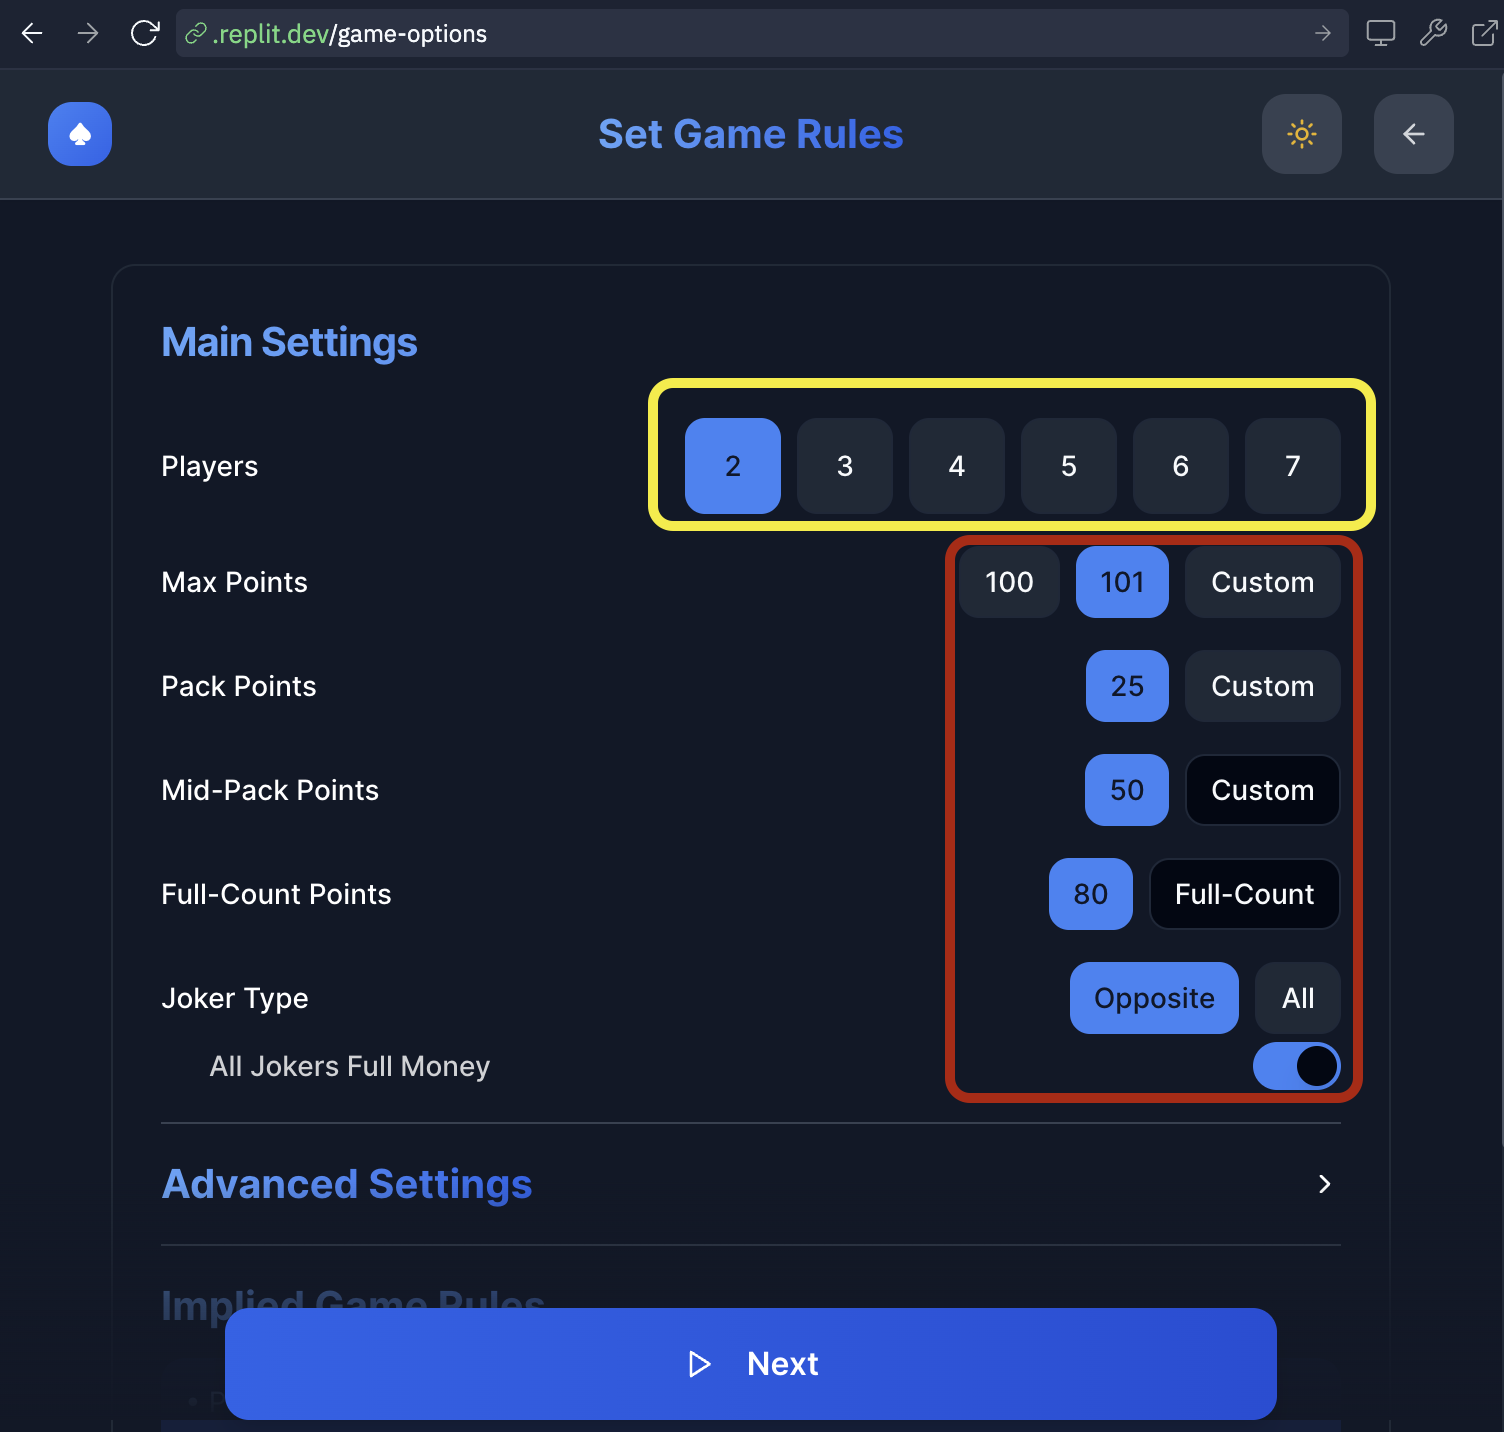 .replit.dev/game-options
Set Game Rules
Main Settings
Players 2 3 4 5 6 7
Max Points 100 101 Custom
Pack Points 25 Custom
Mid-Pack Points 50 Custom
Full-Count Points 80 Full-Count
Joker Type Opposite All
All Jokers Full Money
Advanced Settings
Implied Game Rules
Next